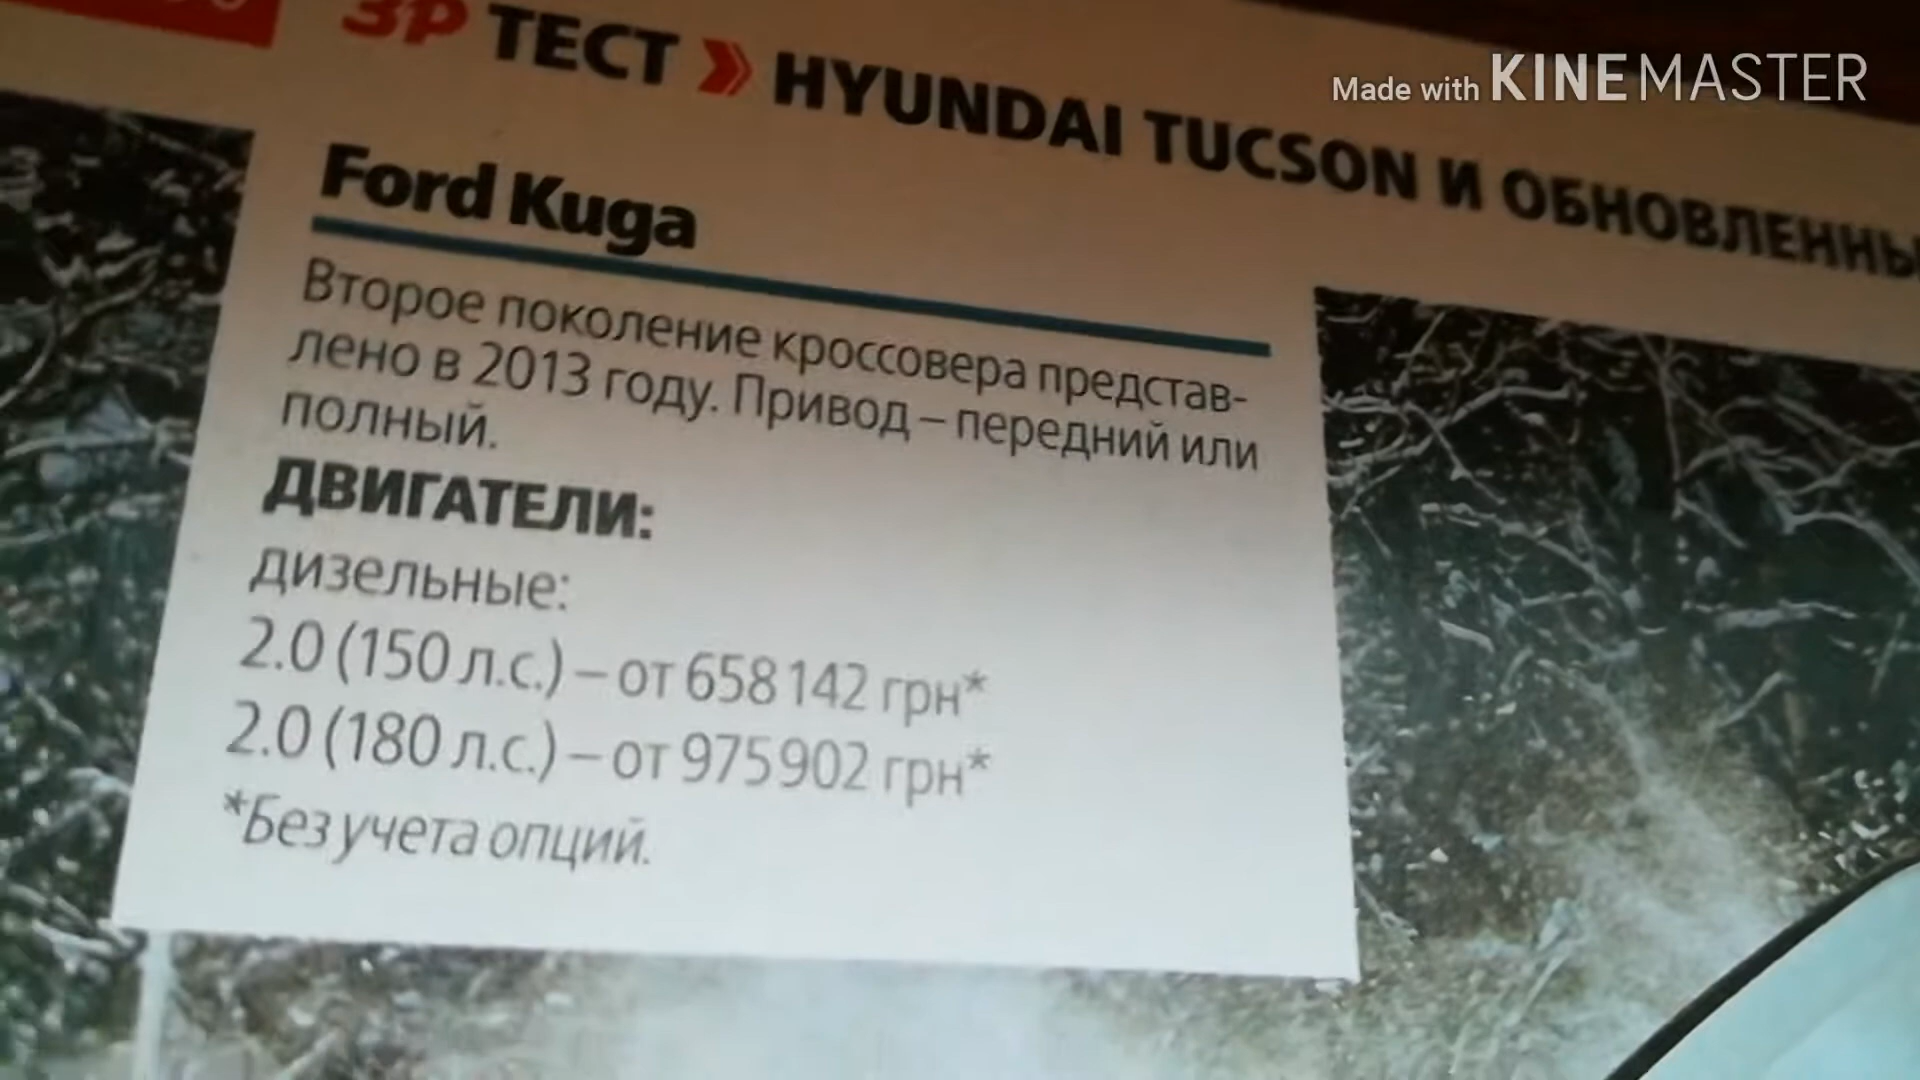 ЗР ТЕСТ » HYUNDAI TUCSON И ОБНОВЛЕННЫ
Made with KINEMASTER
Ford Kuga
Второе поколение кроссовера представ-
лено в 2013 году. Привод – передний или
полный.
ДВИГАТЕЛИ:
дизельные:
2.0 (150 л.с.) – от 658 142 грн*
2.0 (180 л.с.) – от 975 902 грн*
*Без учета опций.